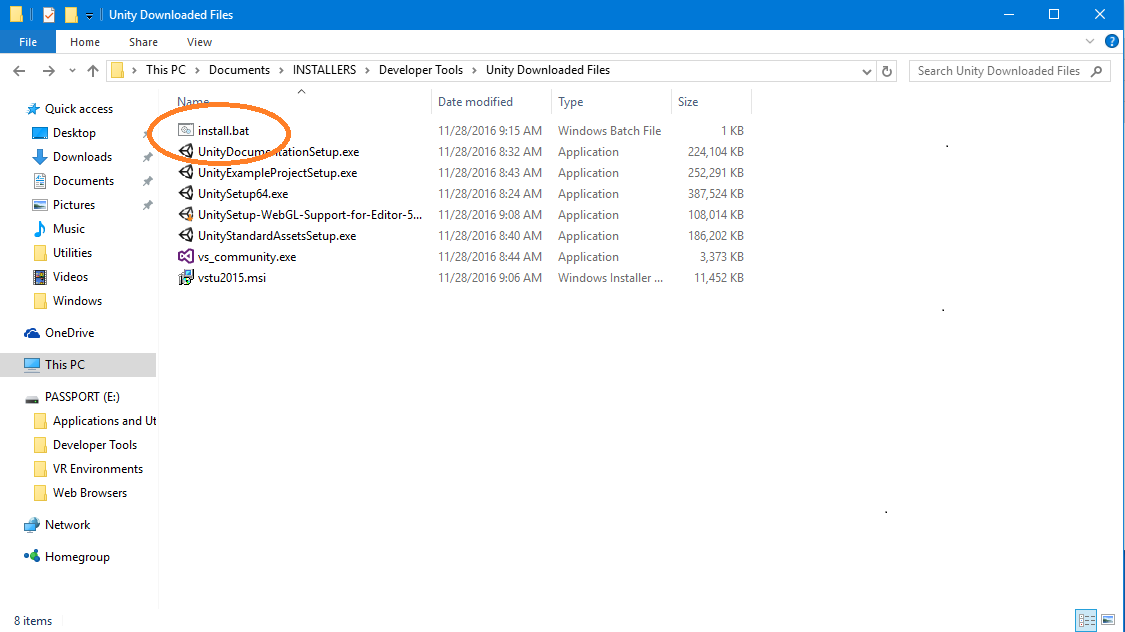 Unity Downloaded Files
File Home Share View
This PC Documents INSTALLERS Developer Tools Unity Downloaded Files Search Unity Downloaded Files
Name Date modified Type Size
install.bat 11/28/2016 9:15 AM Windows Batch File 1 KB
UnityDocumentationSetup.exe 11/28/2016 8:32 AM Application 224,104 KB
UnityExampleProjectSetup.exe 11/28/2016 8:43 AM Application 252,291 KB
UnitySetup64.exe 11/28/2016 8:24 AM Application 387,524 KB
UnitySetup-WebGL-Support-for-Editor-5... 11/28/2016 9:08 AM Application 108,014 KB
UnityStandardAssetsSetup.exe 11/28/2016 8:40 AM Application 186,202 KB
vs_community.exe 11/28/2016 8:44 AM Application 3,373 KB
vstu2015.msi 11/28/2016 9:06 AM Windows Installer ... 11,452 KB
Quick access
Desktop
Downloads
Documents
Pictures
Music
Utilities
Videos
Windows
OneDrive
This PC
PASSPORT (E:)
Applications and Ut
Developer Tools
VR Environments
Web Browsers
Network
Homegroup
8 items